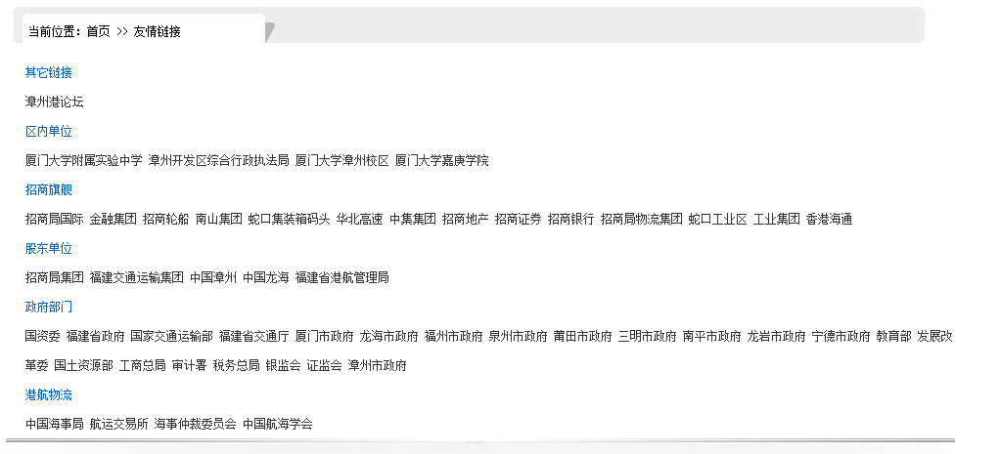 当前位置：首页 >> 友情链接
其它链接
漳州港论坛
区内单位
厦门大学附属实验中学 漳州开发区综合行政执法局 厦门大学漳州校区 厦门大学嘉庚学院
招商旗舰
招商局国际 金融集团 招商轮船 南山集团 蛇口集装箱码头 华北高速 中集集团 招商地产 招商证券 招商银行 招商局物流集团 蛇口工业区 工业集团 香港海通
股东单位
招商局集团 福建交通运输集团 中国漳州 中国龙海 福建省港航管理局
政府部门
国资委 福建省政府 国家交通运输部 福建省交通厅 厦门市政府 龙海市政府 福州市政府 泉州市政府 莆田市政府 三明市政府 南平市政府 龙岩市政府 宁德市政府 教育部 发展改
革委 国土资源部 工商总局 审计署 税务总局 银监会 证监会 漳州市政府
港航物流
中国海事局 航运交易所 海事仲裁委员会 中国航海学会